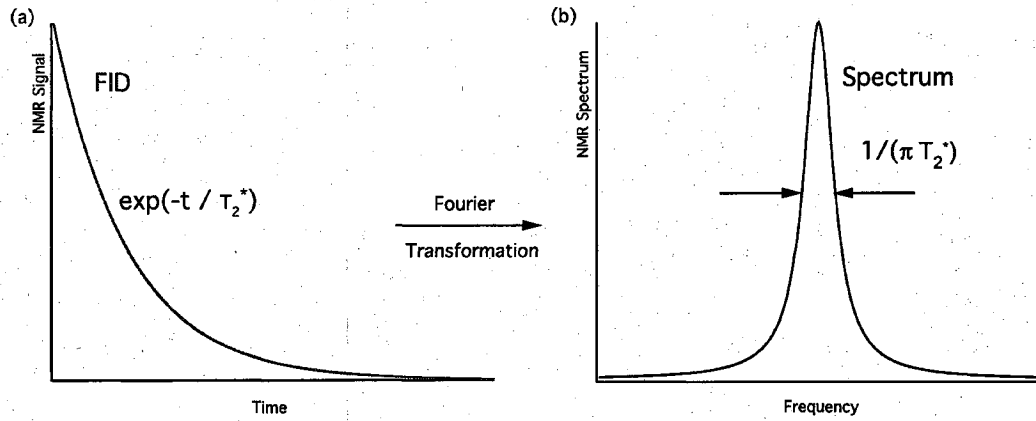 (a)
NMR Signal
FID
exp(-t / T₂*)
Time
Fourier
Transformation
(b)
NMR Spectrum
Spectrum
1/(π T₂*)
Frequency